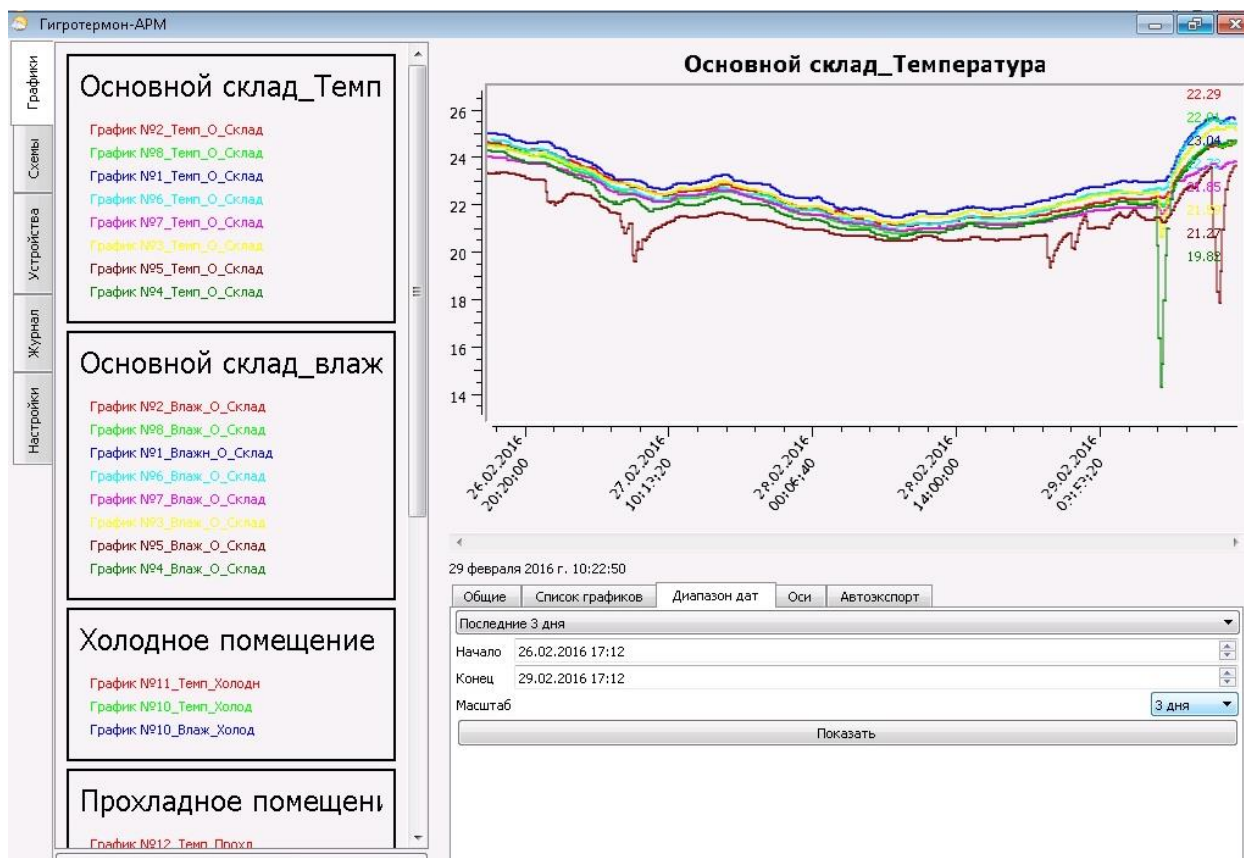 Гигротермон-АРМ
Графики
Схемы
Устройства
Журнал
Настройки
Основной склад_Темп
График №2_Темп_О_Склад
График №8_Темп_О_Склад
График №1_Темп_О_Склад
График №6_Темп_О_Склад
График №7_Темп_О_Склад
График №3_Темп_О_Склад
График №5_Темп_О_Склад
График №4_Темп_О_Склад
Основной склад_влаж
График №2_Влаж_О_Склад
График №8_Влаж_О_Склад
График №1_Влажн_О_Склад
График №6_Влаж_О_Склад
График №7_Влаж_О_Склад
График №3_Влаж_О_Склад
График №5_Влаж_О_Склад
График №4_Влаж_О_Склад
Холодное помещение
График №11_Темп_Холодн
График №10_Темп_Холод
График №10_Влаж_Холод
Прохладное помещен
График №12_Темп_Прохл
Основной склад_Температура
26
24
22
20
18
16
14
22.29
23.04
21.85
21.27
19.82
26.02.2016
20:20:00
27.02.2016
10:13:20
28.02.2016
00:06:40
28.02.2016
14:00:00
29.02.2016
29 февраля 2016 г. 10:22:50
Общие
Список графиков
Диапазон дат
Оси
Автоэкспорт
Последние 3 дня
Начало 26.02.2016 17:12
Конец 29.02.2016 17:12
Масштаб 3 дня
Показать